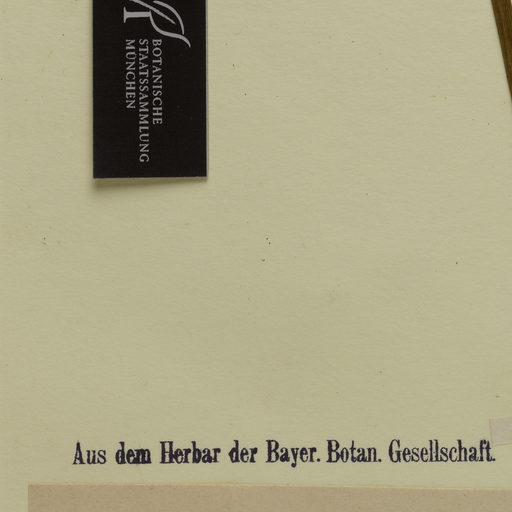 BOTANISCHE
STAATSSAMMLUNG
MÜNCHEN
Aus dem Herbar der Bayer. Botan. Gesellschaft.